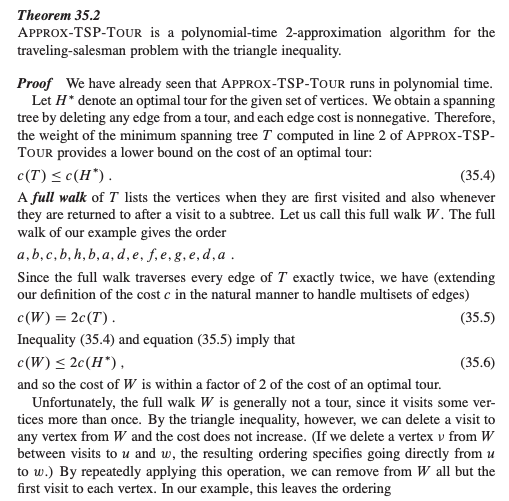 Theorem 35.2
APPROX-TSP-TOUR is a polynomial-time 2-approximation algorithm for the
traveling-salesman problem with the triangle inequality.
Proof We have already seen that APPROX-TSP-TOUR runs in polynomial time.
Let H* denote an optimal tour for the given set of vertices. We obtain a spanning
tree by deleting any edge from a tour, and each edge cost is nonnegative. Therefore,
the weight of the minimum spanning tree T computed in line 2 of APPROX-TSP-
TOUR provides a lower bound on the cost of an optimal tour:
c(T) ≤ c(H*) . (35.4)
A full walk of T lists the vertices when they are first visited and also whenever
they are returned to after a visit to a subtree. Let us call this full walk W. The full
walk of our example gives the order
a, b, c, b, h, b, a, d, e, f, e, g, e, d, a .
Since the full walk traverses every edge of T exactly twice, we have (extending
our definition of the cost c in the natural manner to handle multisets of edges)
c(W) = 2c(T) . (35.5)
Inequality (35.4) and equation (35.5) imply that
c(W) ≤ 2c(H*) , (35.6)
and so the cost of W is within a factor of 2 of the cost of an optimal tour.
Unfortunately, the full walk W is generally not a tour, since it visits some ver-
tices more than once. By the triangle inequality, however, we can delete a visit to
any vertex from W and the cost does not increase. (If we delete a vertex v from W
between visits to u and w, the resulting ordering specifies going directly from u
to w.) By repeatedly applying this operation, we can remove from W all but the
first visit to each vertex. In our example, this leaves the ordering